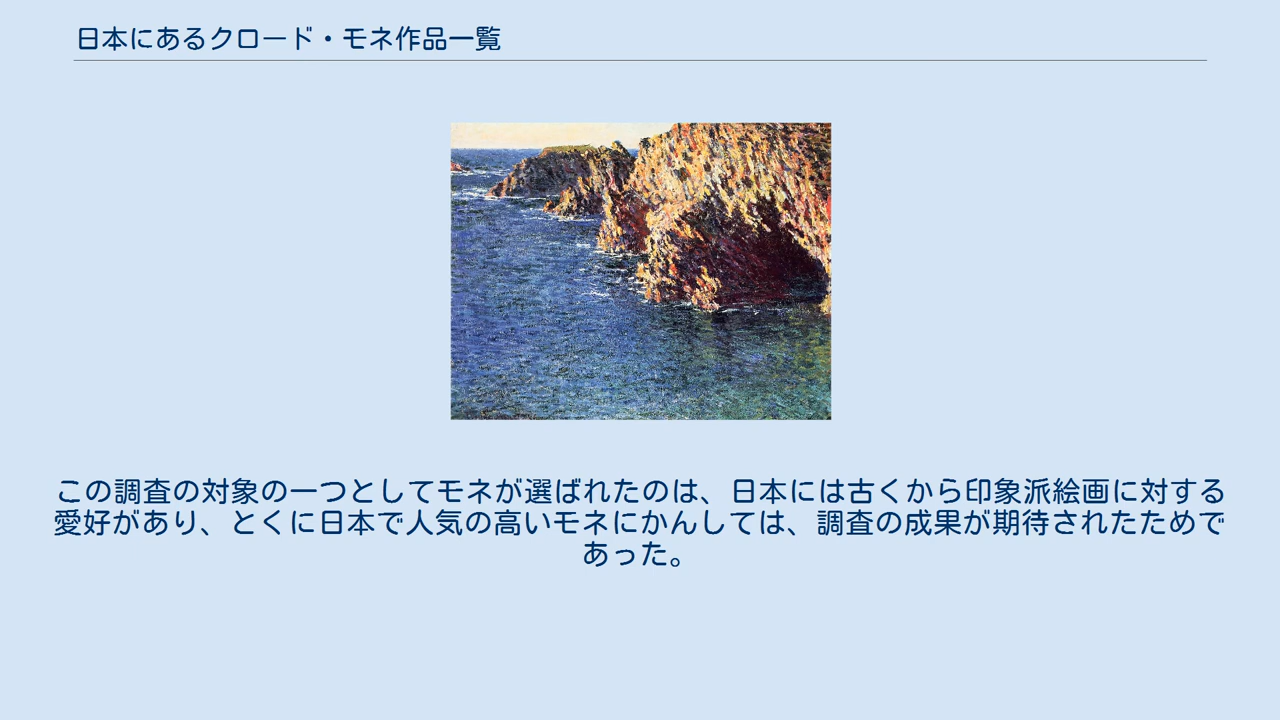 日本にあるクロード・モネ作品一覧
この調査の対象の一つとしてモネが選ばれたのは、日本には古くから印象派絵画に対する
愛好があり、とくに日本で人気の高いモネにかんしては、調査の成果が期待されたためで
あった。